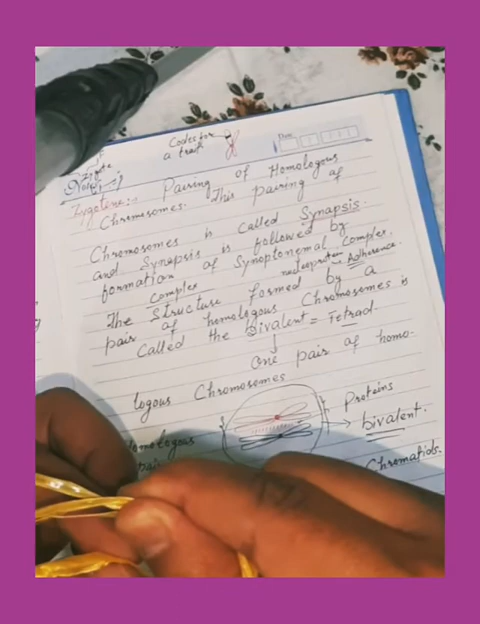 Codes for
a trait
Date
Zygotene:- Pairing of Homologous
Chromosomes. This pairing of
Chromosomes is called Synapsis.
and Synapsis is followed by
formation of Synoptonemal complex.
complex nucleoprotein Adherence.
The Structure formed by a
pair of homologous Chromosomes is
Called the bivalent = Tetrad
One pair of homo-
logous Chromosomes
Proteins
bivalent.
Homologous
Chromatids.